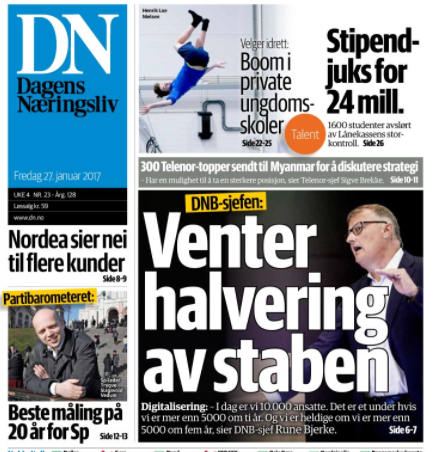 Henrik Lae
Nielsen
DN
Dagens
Næringsliv
Fredag 27. januar 2017
UKE 4 NR. 23 - Årg. 128
Løssalg kr. 59
www.dn.no
Velger idrett:
Boom i
private
ungdoms-
skoler
Side 22-25
Talent
Stipend-
juks for
24 mill.
1600 studenter avslørt
av Lånekassens stor-
kontroll. Side 26
300 Telenor-topper sendt til Myanmar for å diskutere strategi
– Har en mulighet til å ta en sterkere posisjon, sier Telenor-sjef Sigve Brekke. Side 10-11
Nordea sier nei
til flere kunder
Side 8-9
Partibarometeret:
Sp-leder
Trygve
Slagsvold
Vedum
Beste måling på
20 år for Sp Side 12-13
DNB-sjefen:
Venter
halvering
av staben
Digitalisering: – I dag er vi 10.000 ansatte. Det er et under hvis
vi er mer enn 5000 om ti år. Og vi er heldige om vi er mer enn
5000 om fem år, sier DNB-sjef Rune Bjerke. Side 6-7